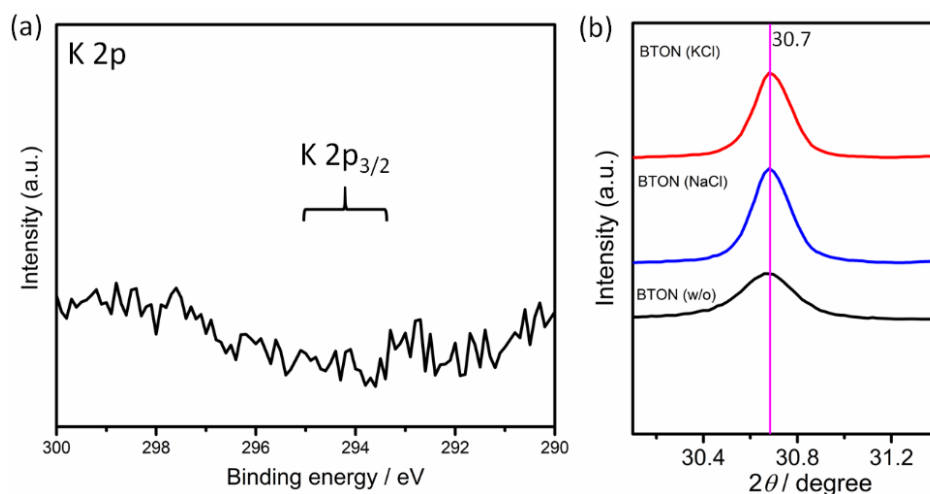 (a)
K 2p
K 2p3/2
Intensity (a.u.)
300
298
296
294
292
290
Binding energy / eV
(b)
30.7
BTON (KCl)
BTON (NaCl)
BTON (w/o)
Intensity (a.u.)
30.4
30.8
31.2
2θ / degree